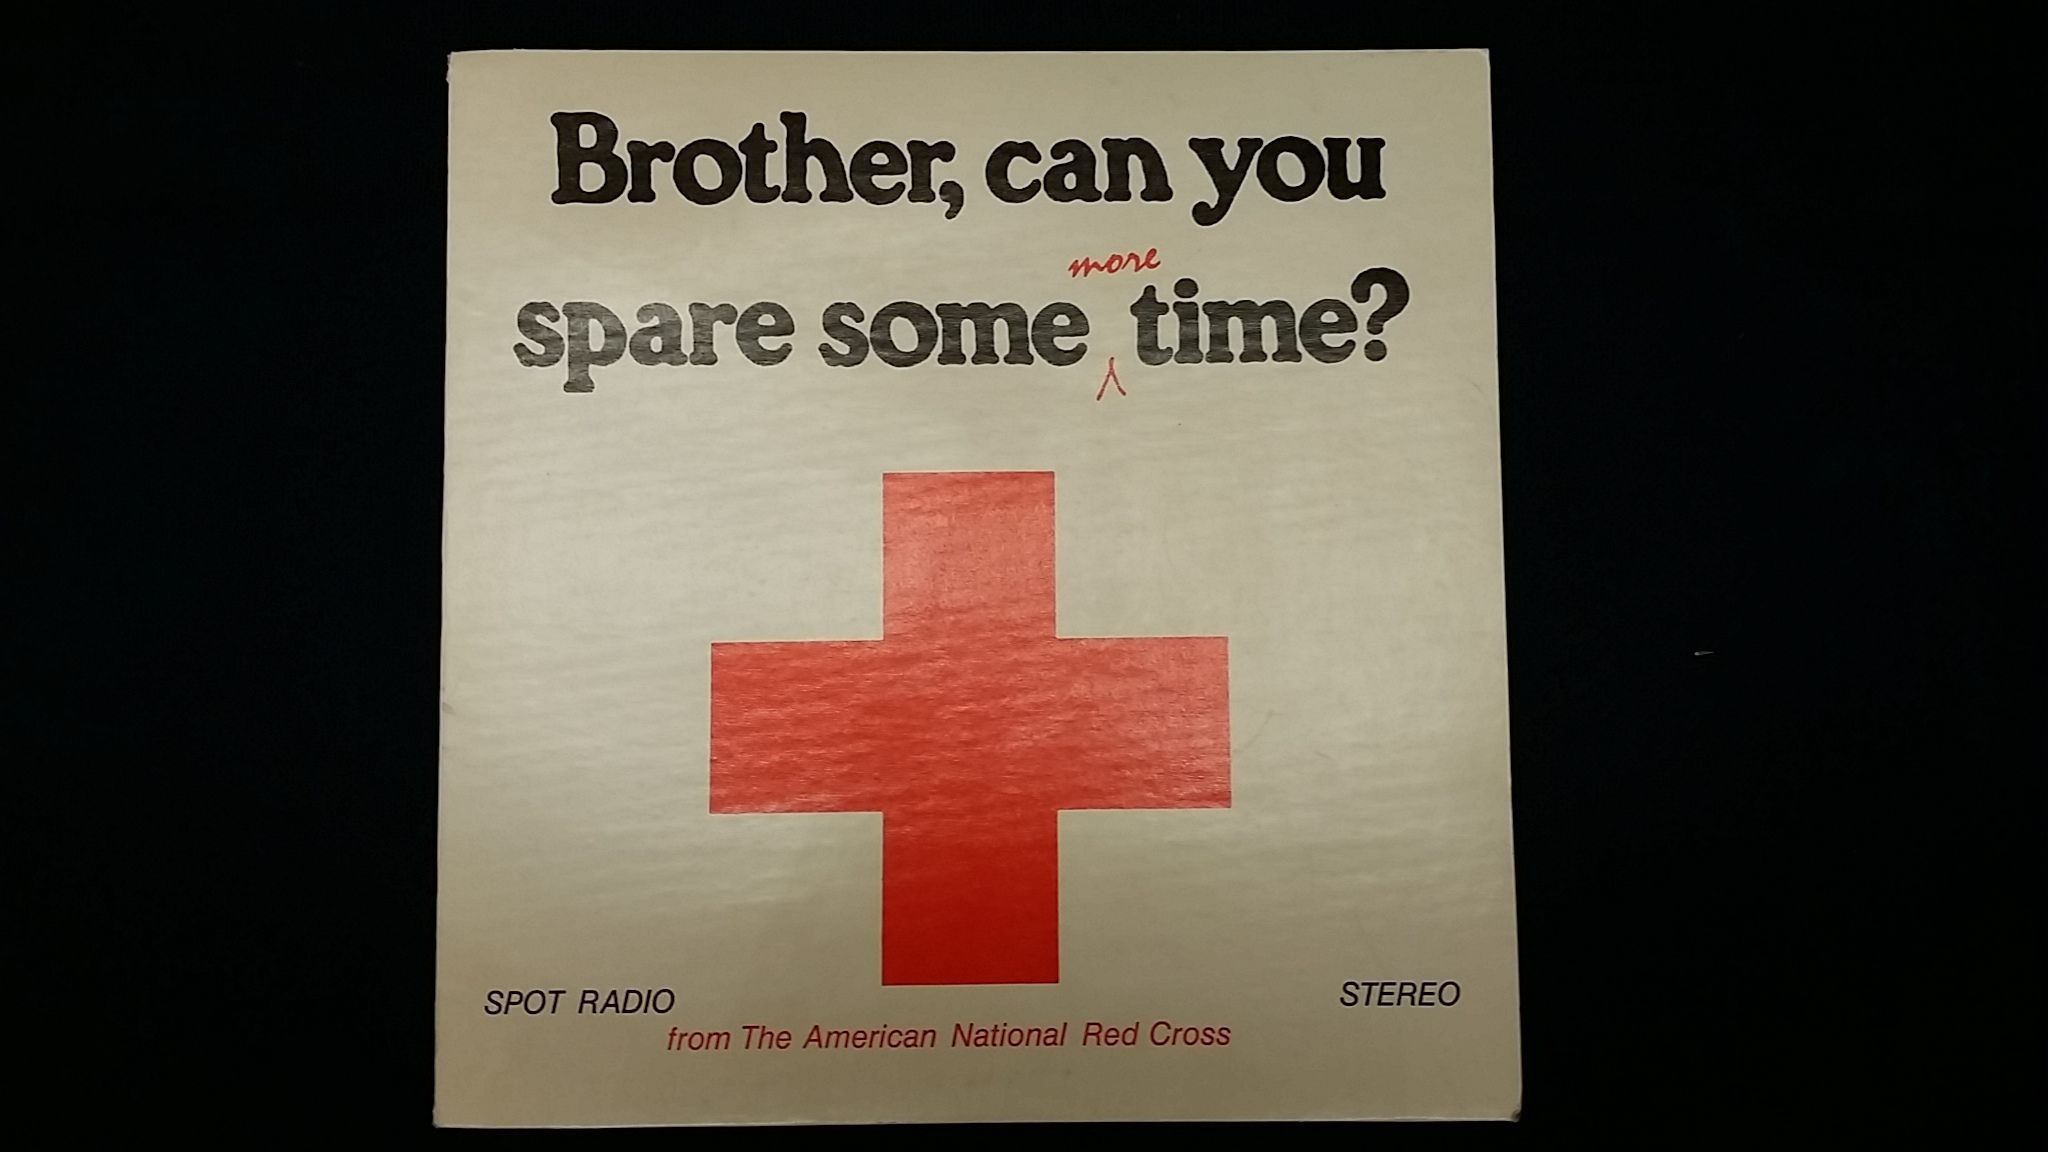 Brother, can you
more
spare some time?
SPOT RADIO
STEREO
from The American National Red Cross